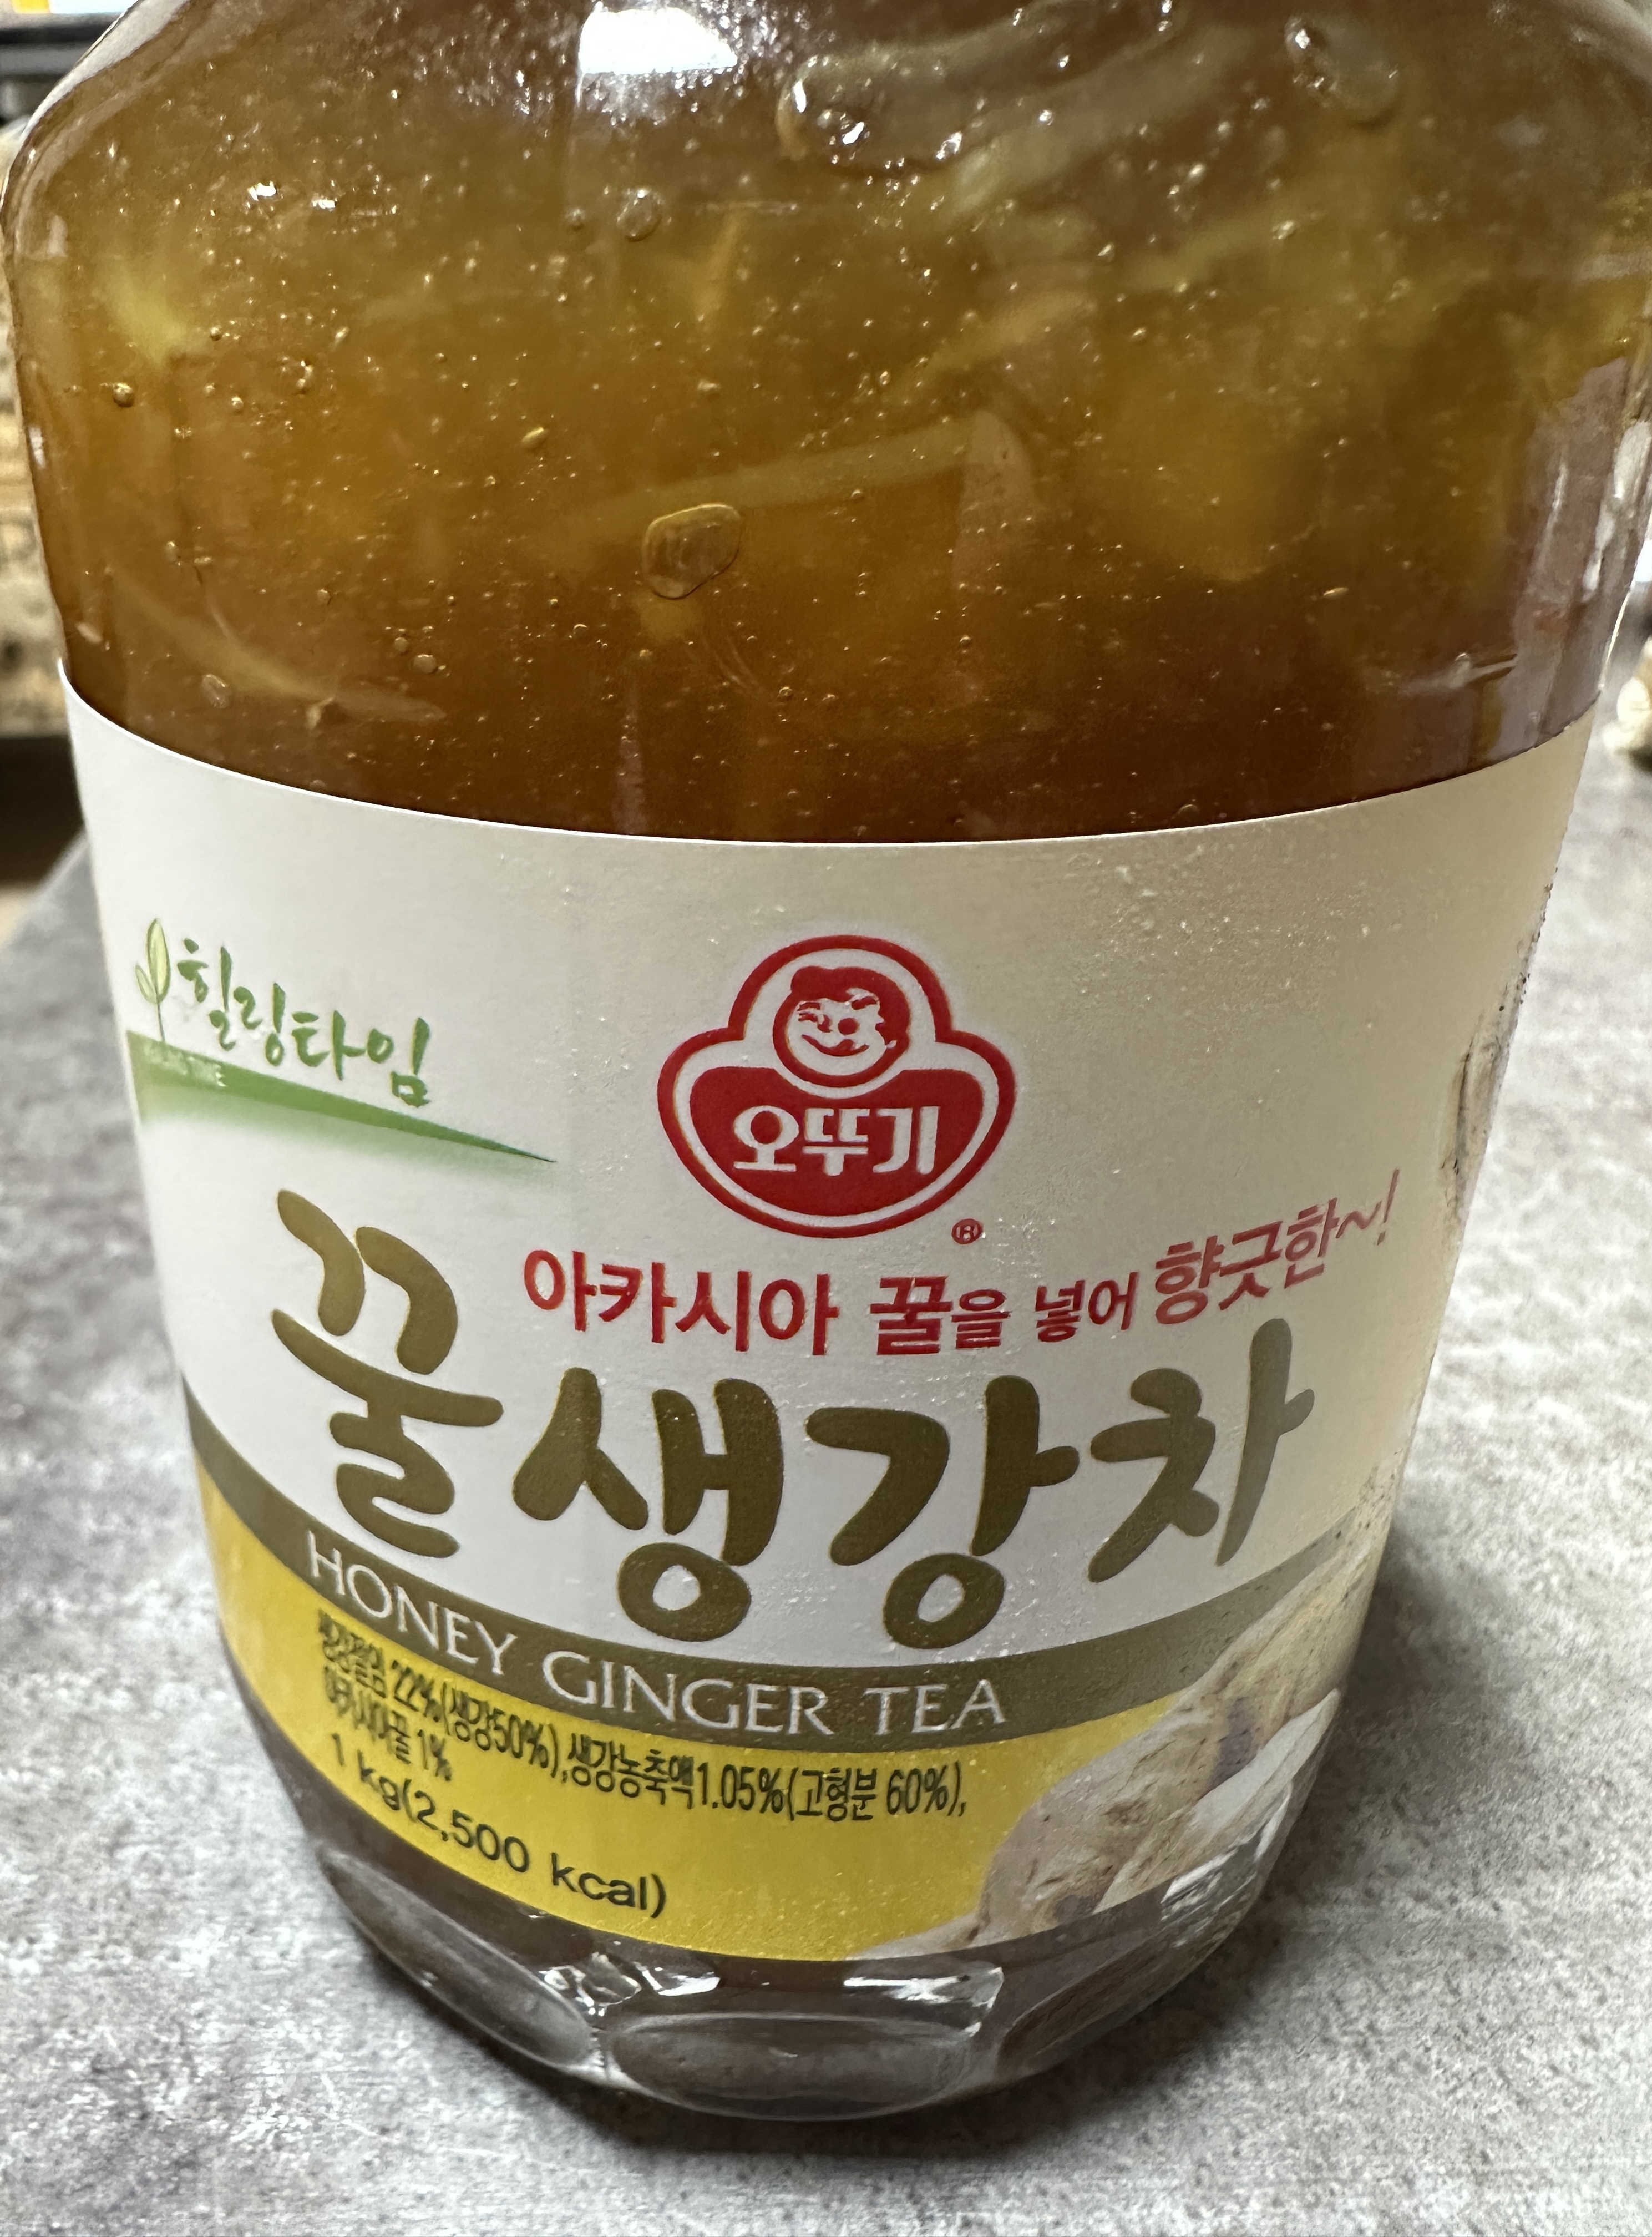 힐링타임
오뚜기
®
아카시아 꿀을 넣어 향긋한~!
꿀생강차
HONEY GINGER TEA
생강절임 22%(생강50%),생강농축액1.05%(고형분 60%),
아카시아꿀 1%
1 kg(2,500 kcal)